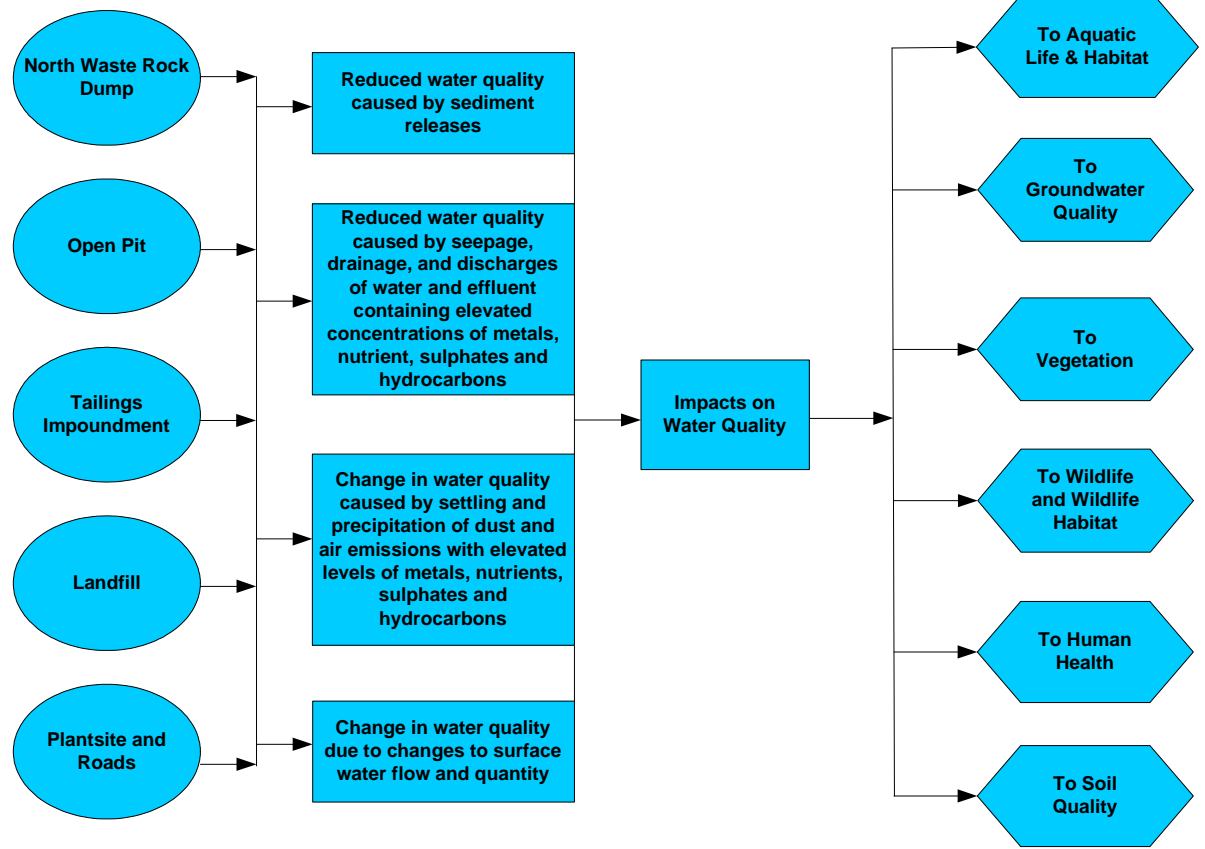 North Waste Rock
Dump
Open Pit
Tailings
Impoundment
Landfill
Plantsite and
Roads
Reduced water quality
caused by sediment
releases
Reduced water quality
caused by seepage,
drainage, and discharges
of water and effluent
containing elevated
concentrations of metals,
nutrient, sulphates and
hydrocarbons
Change in water quality
caused by settling and
precipitation of dust and
air emissions with elevated
levels of metals, nutrients,
sulphates and
hydrocarbons
Change in water quality
due to changes to surface
water flow and quantity
Impacts on
Water Quality
To Aquatic
Life & Habitat
To
Groundwater
Quality
To
Vegetation
To Wildlife
and Wildlife
Habitat
To Human
Health
To Soil
Quality